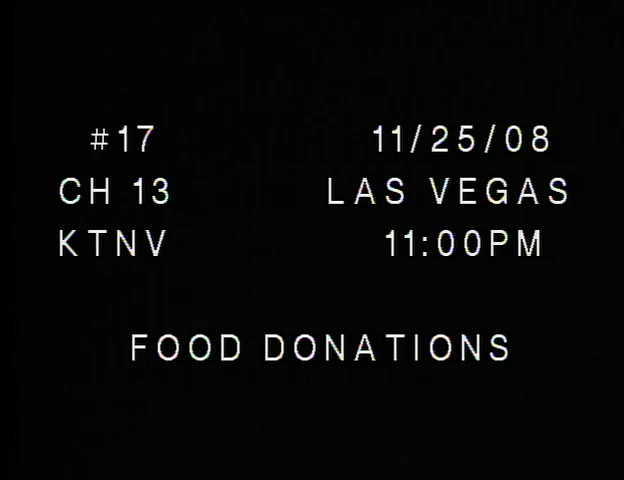 #17 11/25/08
CH 13 LAS VEGAS
KTNV 11:00PM
FOOD DONATIONS